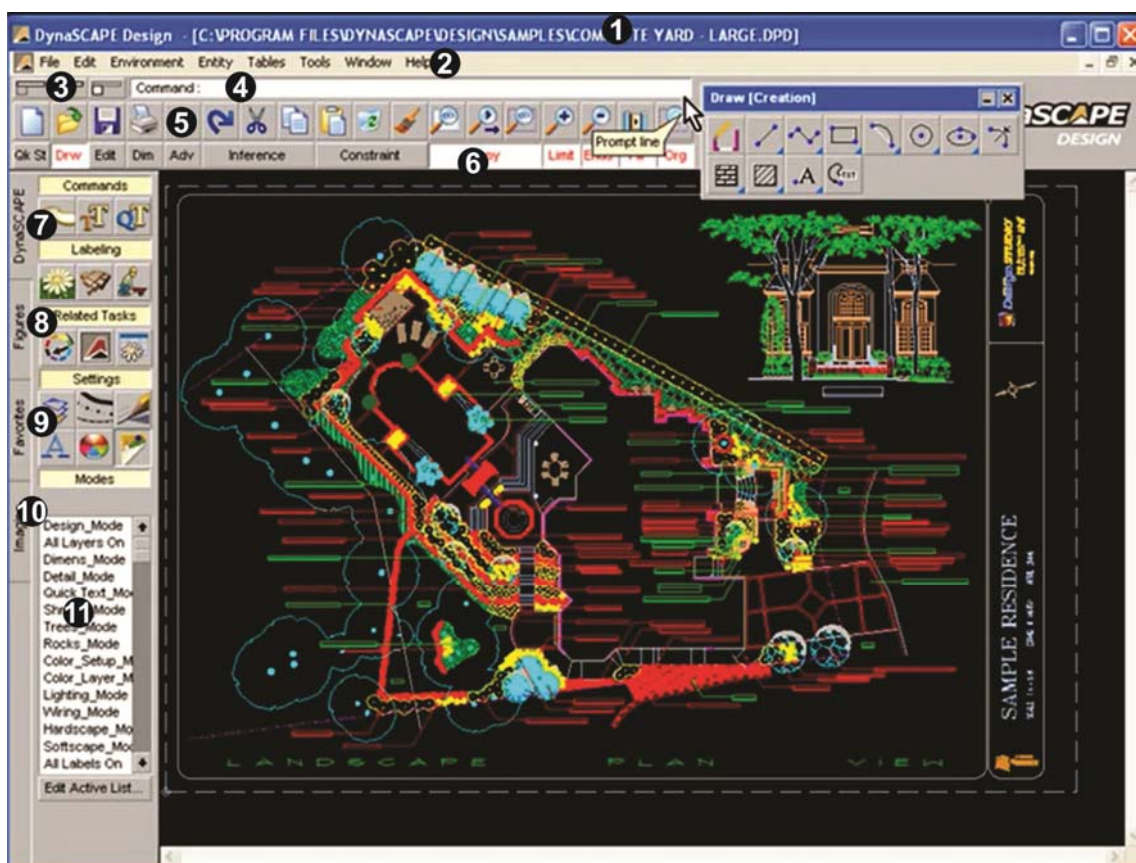 DynaSCAPE Design - [C:\PROGRAM FILES\DYNASCAPE\DESIGN\SAMPLES\COM TE YARD - LARGE.DPD]
1
File Edit Environment Entity Tables Tools Window Help
2
3
4
Command :
Draw [Creation]
5
Prompt line
SCAPE
DESIGN
Qk St Drw Edit Dim Adv Inference Constraint
6
Limit
Org
TXT
DynaSCAPE
Figures
Favorites
Commands
7
Labeling
8
Related Tasks
Settings
9
Modes
10
Design_Mode
All Layers On
Dimens_Mode
Detail_Mode
Quick Text_Mo
11
Trees_Mode
Rocks_Mode
Color_Setup_M
Color_Layer_M
Lighting_Mode
Wiring_Mode
Hardscape_Mo
Softscape_Mo
All Labels On
Edit Active List...
SAMPLE RESIDENCE
LANDSCAPE PLAN VIEW